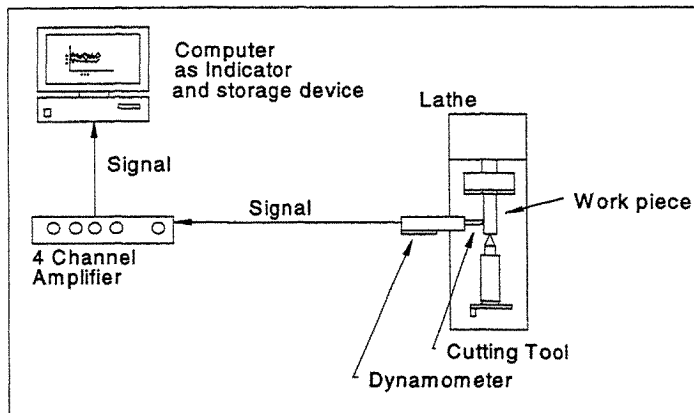 Computer
as Indicator
and storage device
Lathe
Signal
Work piece
Signal
4 Channel
Amplifier
Cutting Tool
Dynamometer